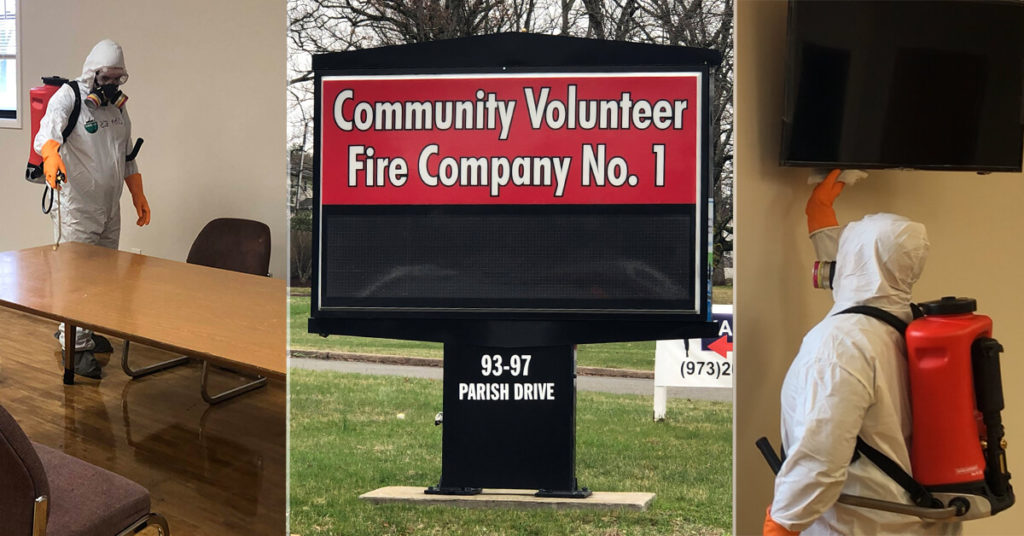 Community Volunteer
Fire Company No. 1
93-97
PARISH DRIVE
(973)2